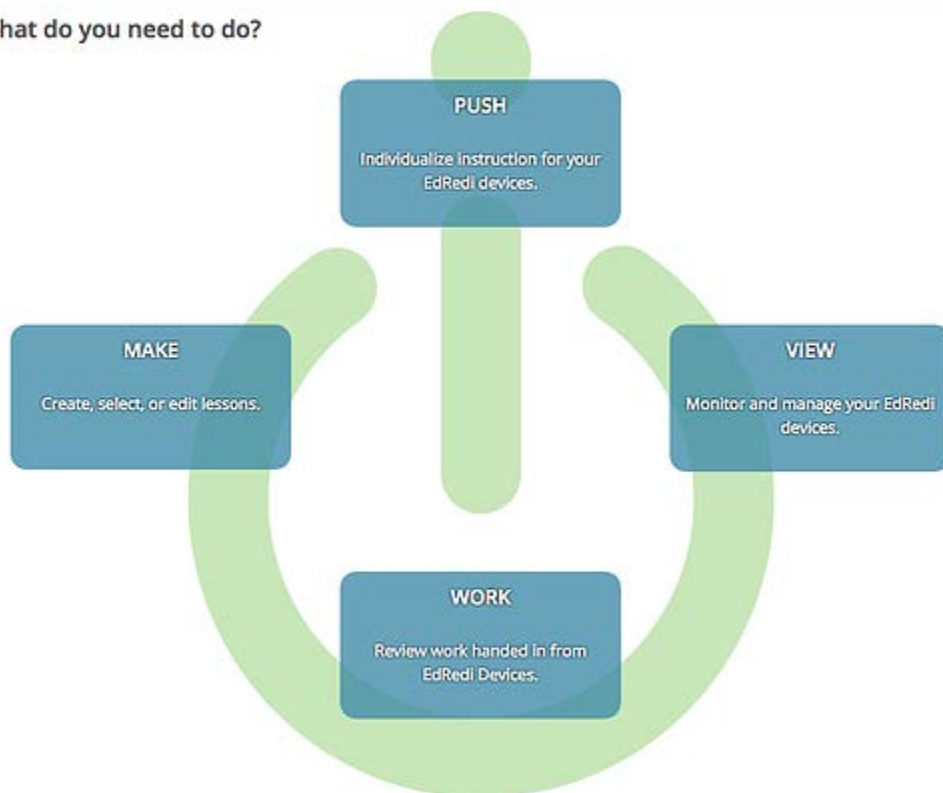 hat do you need to do?
PUSH
Individualize instruction for your
EdRedi devices.
MAKE
Create, select, or edit lessons.
VIEW
Monitor and manage your EdRedi
devices.
WORK
Review work handed in from
EdRedi Devices.